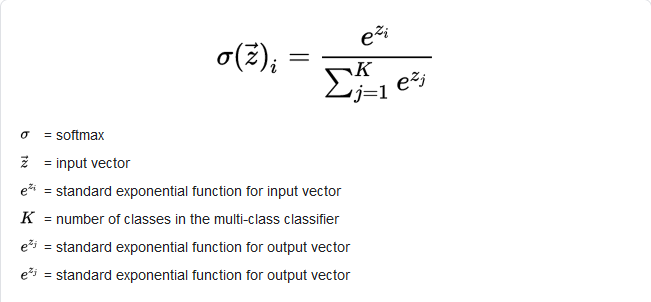 σ(z⃗)ᵢ = e^{zᵢ} / ∑_{j=1}^{K} e^{zⱼ}
σ = softmax
z⃗ = input vector
e^{zᵢ} = standard exponential function for input vector
K = number of classes in the multi-class classifier
e^{zⱼ} = standard exponential function for output vector
e^{zⱼ} = standard exponential function for output vector